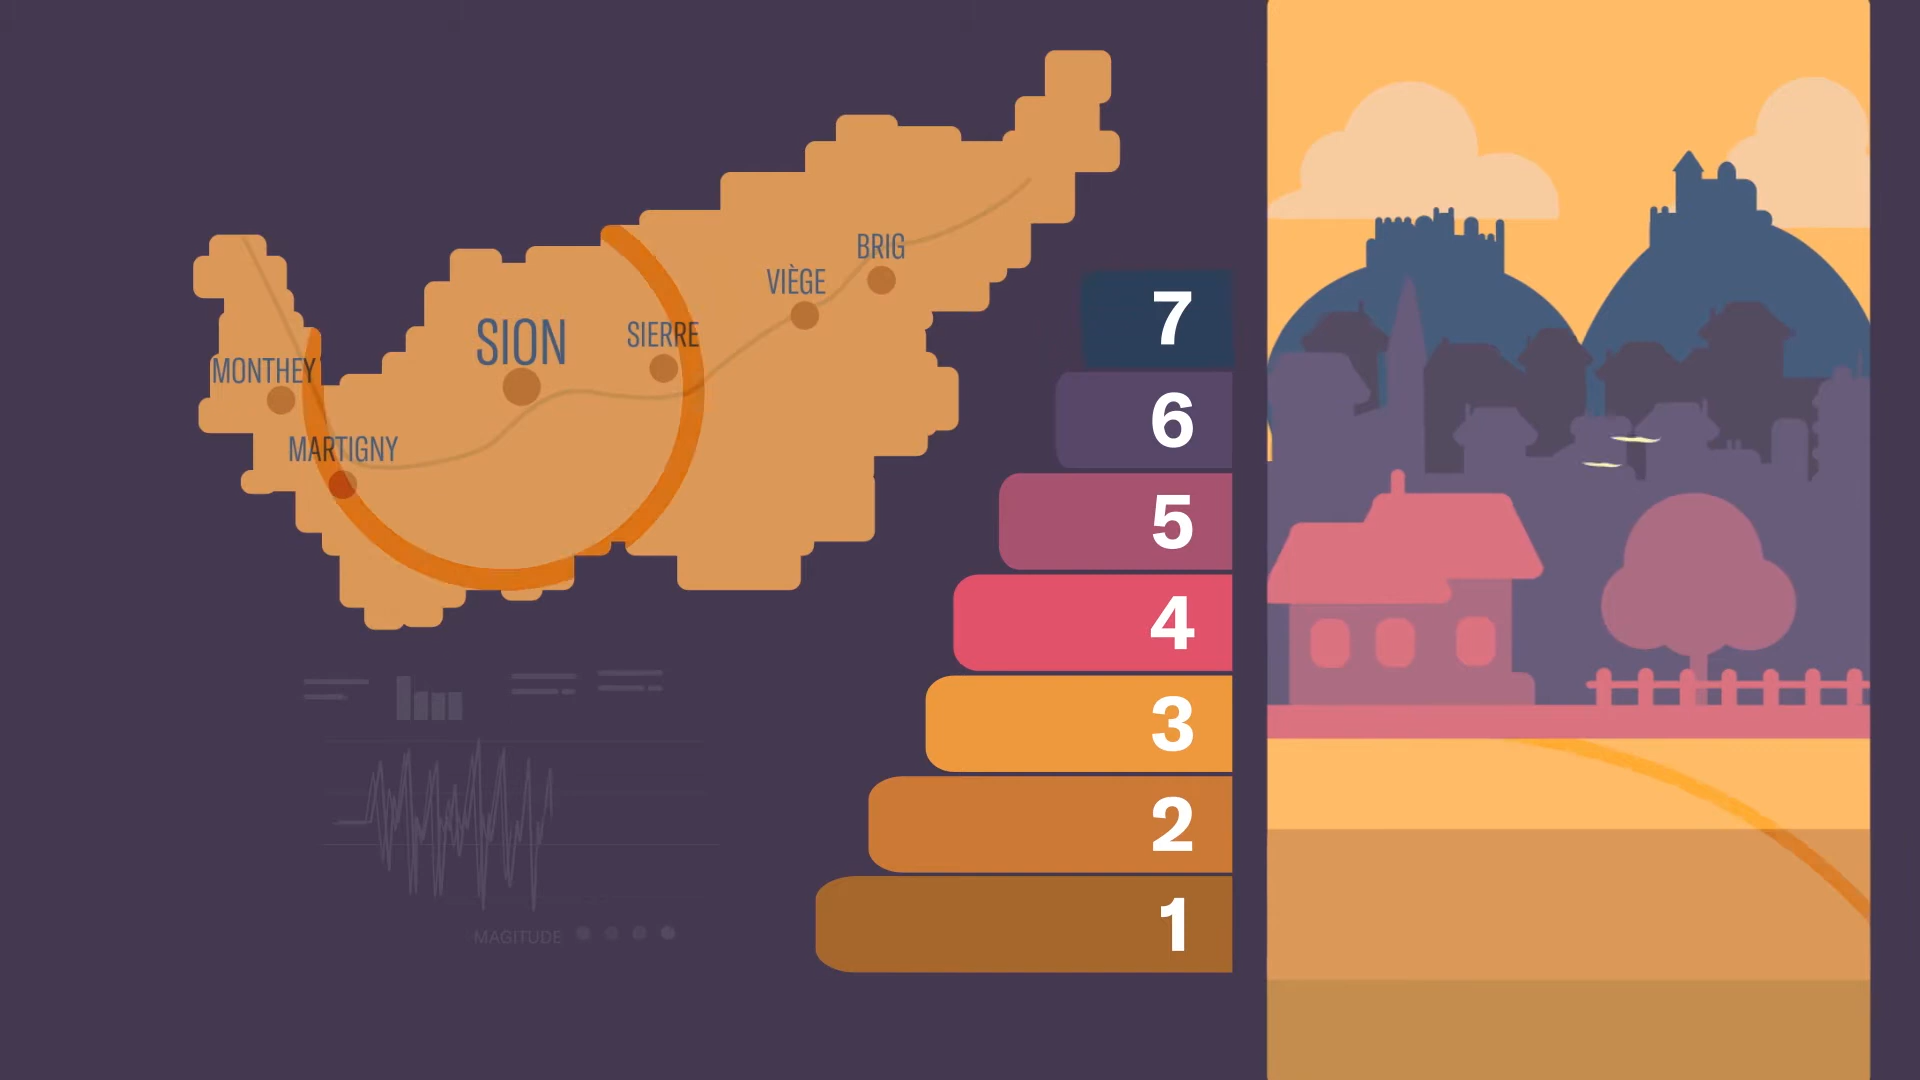 BRIG
VIÈGE
SION
SIERRE
MONTHEY
MARTIGNY
7
6
5
4
3
2
1
MAGITUDE